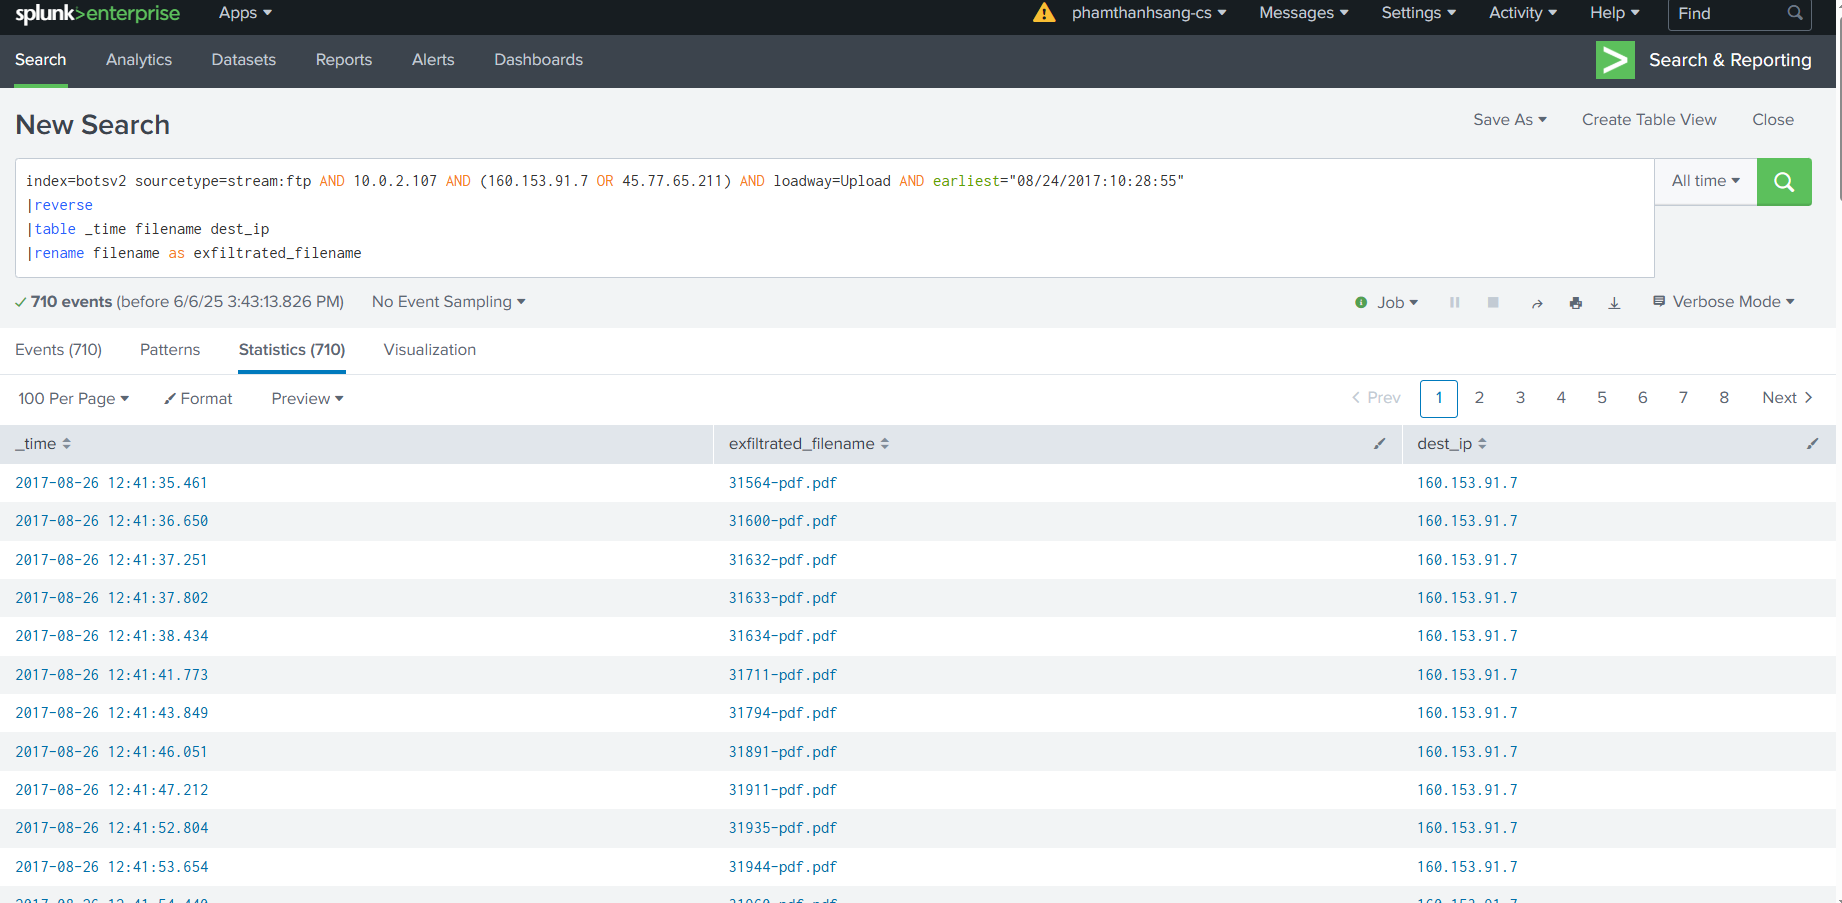 splunk>enterprise Apps phamthanhsang-cs Messages Settings Activity Help Find
Search Analytics Datasets Reports Alerts Dashboards Search & Reporting
New Search Save As Create Table View Close
index=botsv2 sourcetype=stream:ftp AND 10.0.2.107 AND (160.153.91.7 OR 45.77.65.211) AND loadway=Upload AND earliest="08/24/2017:10:28:55" All time
|reverse
|table _time filename dest_ip
|rename filename as exfiltrated_filename
710 events (before 6/6/25 3:43:13.826 PM) No Event Sampling Job Verbose Mode
Events (710) Patterns Statistics (710) Visualization
100 Per Page Format Preview < Prev 1 2 3 4 5 6 7 8 Next >
_time exfiltrated_filename dest_ip
2017-08-26 12:41:35.461 31564-pdf.pdf 160.153.91.7
2017-08-26 12:41:36.650 31600-pdf.pdf 160.153.91.7
2017-08-26 12:41:37.251 31632-pdf.pdf 160.153.91.7
2017-08-26 12:41:37.802 31633-pdf.pdf 160.153.91.7
2017-08-26 12:41:38.434 31634-pdf.pdf 160.153.91.7
2017-08-26 12:41:41.773 31711-pdf.pdf 160.153.91.7
2017-08-26 12:41:43.849 31794-pdf.pdf 160.153.91.7
2017-08-26 12:41:46.051 31891-pdf.pdf 160.153.91.7
2017-08-26 12:41:47.212 31911-pdf.pdf 160.153.91.7
2017-08-26 12:41:52.804 31935-pdf.pdf 160.153.91.7
2017-08-26 12:41:53.654 31944-pdf.pdf 160.153.91.7